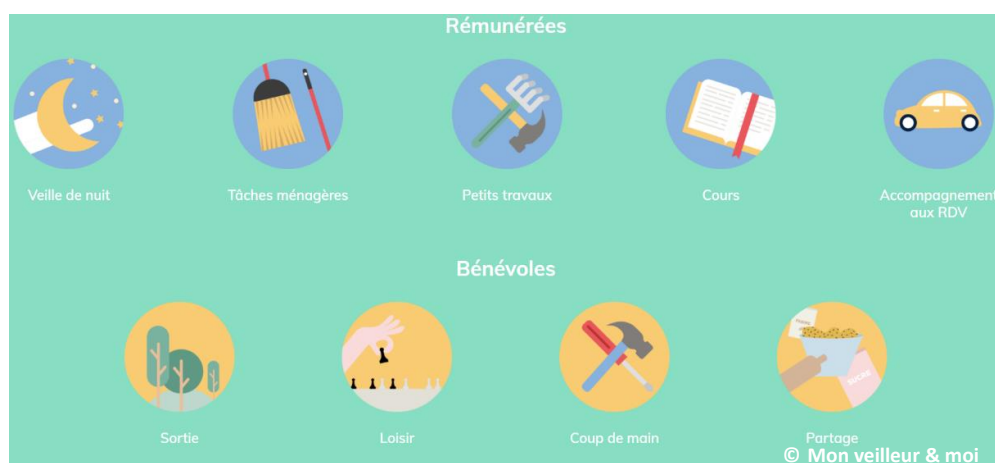 Rémunérées
Veille de nuit
Tâches ménagères
Petits travaux
Cours
Accompagnement
aux RDV
Bénévoles
SUCRE
Sortie
Loisir
Coup de main
Partage
© Mon veilleur & moi